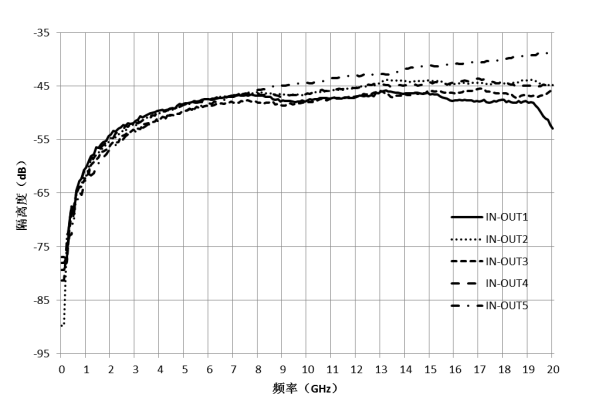 -35
-45
-55
-65
-75
-85
-95
隔离度（dB）
IN-OUT1
IN-OUT2
IN-OUT3
IN-OUT4
IN-OUT5
0 1 2 3 4 5 6 7 8 9 10 11 12 13 14 15 16 17 18 19 20
频率（GHz）